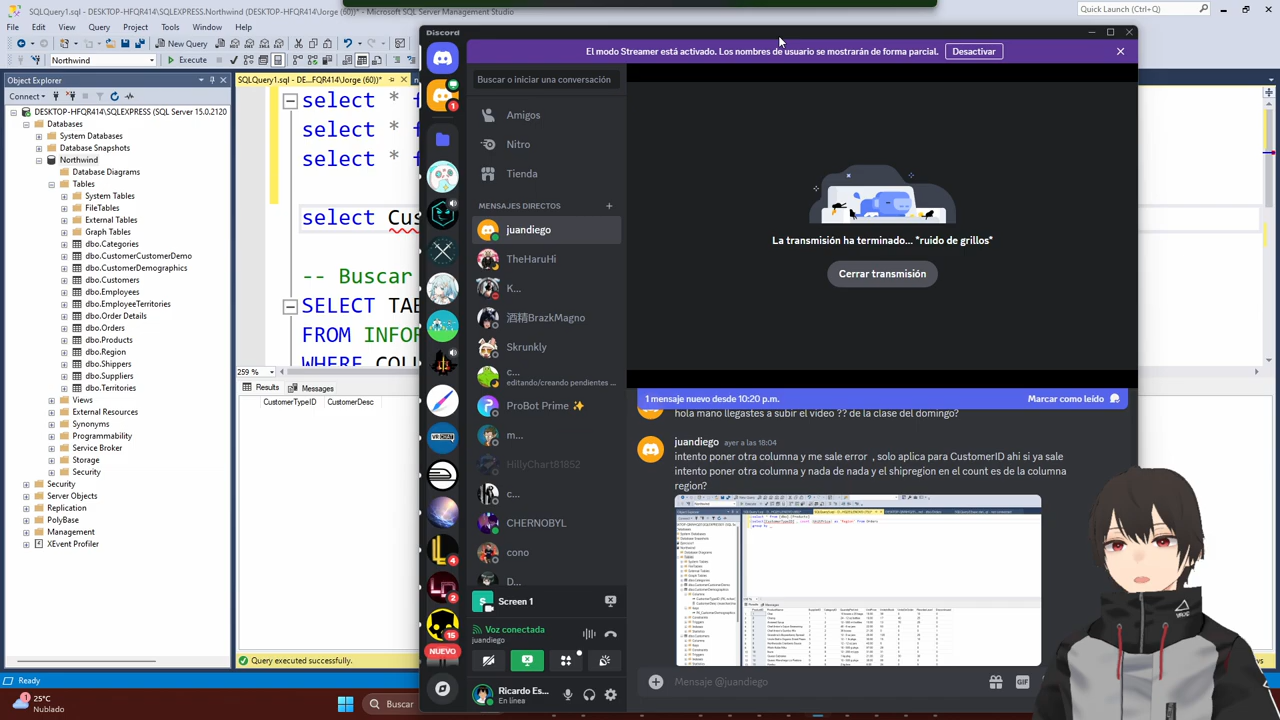 SQLQuery1.sql - DESKTOP-HFQR414\SQLEXPRESS.Northwind (DESKTOP-HFQR414\Jorge (60))* - Microsoft SQL Server Management Studio
Quick Launch (Ctrl+Q)
File Edit View Query Project Tools Window Help
New Query
Northwind
Execute
Object Explorer
Connect
DESKTOP-HFQR414\SQLEXPRESS (SQL Server 15.0.2120
Databases
System Databases
Database Snapshots
Northwind
Database Diagrams
Tables
System Tables
FileTables
External Tables
Graph Tables
dbo.Categories
dbo.CustomerCustomerDemo
dbo.CustomerDemographics
dbo.Customers
dbo.Employees
dbo.EmployeeTerritories
dbo.Order Details
dbo.Orders
dbo.Products
dbo.Region
dbo.Shippers
dbo.Suppliers
dbo.Territories
Views
External Resources
Synonyms
Programmability
Service Broker
Storage
Security
Security
Server Objects
Replication
PolyBase
Management
XEvent Profiler
SQLQuery1.sql - DE...FQR414\Jorge (60))*
select * f
select * f
select * f
select Cus
-- Buscar
SELECT TAB
FROM INFOR
WHERE COLU
259 %
Results
Messages
CustomerTypeID CustomerDesc
Query executed successfully.
Ready
25°C
Nublado
Buscar
Discord
El modo Streamer está activado. Los nombres de usuario se mostrarán de forma parcial.
Desactivar
Buscar o iniciar una conversación
Amigos
Nitro
Tienda
MENSAJES DIRECTOS
juandiego
TheHaruHi
K...
酒精BrazkMagno
Skrunkly
c...
editando/creando pendientes ...
ProBot Prime ✨
m...
HillyChart81852
c...
CHERNOBYL
cono
D...
1
4
2
15
NUEVO
Screen 1
Voz conectada
juandiego
Ricardo Es...
En línea
La transmisión ha terminado... *ruido de grillos*
Cerrar transmisión
1 mensaje nuevo desde 10:20 p.m.
Marcar como leído
hola mano llegastes a subir el video ?? de la clase del domingo?
juandiego ayer a las 18:04
intento poner otra columna y me sale error , solo aplica para CustomerID ahi si ya sale
intento poner otra columna y nada de nada y el shipregion en el count es de la columna
region?
Mensaje @juandiego
GIF